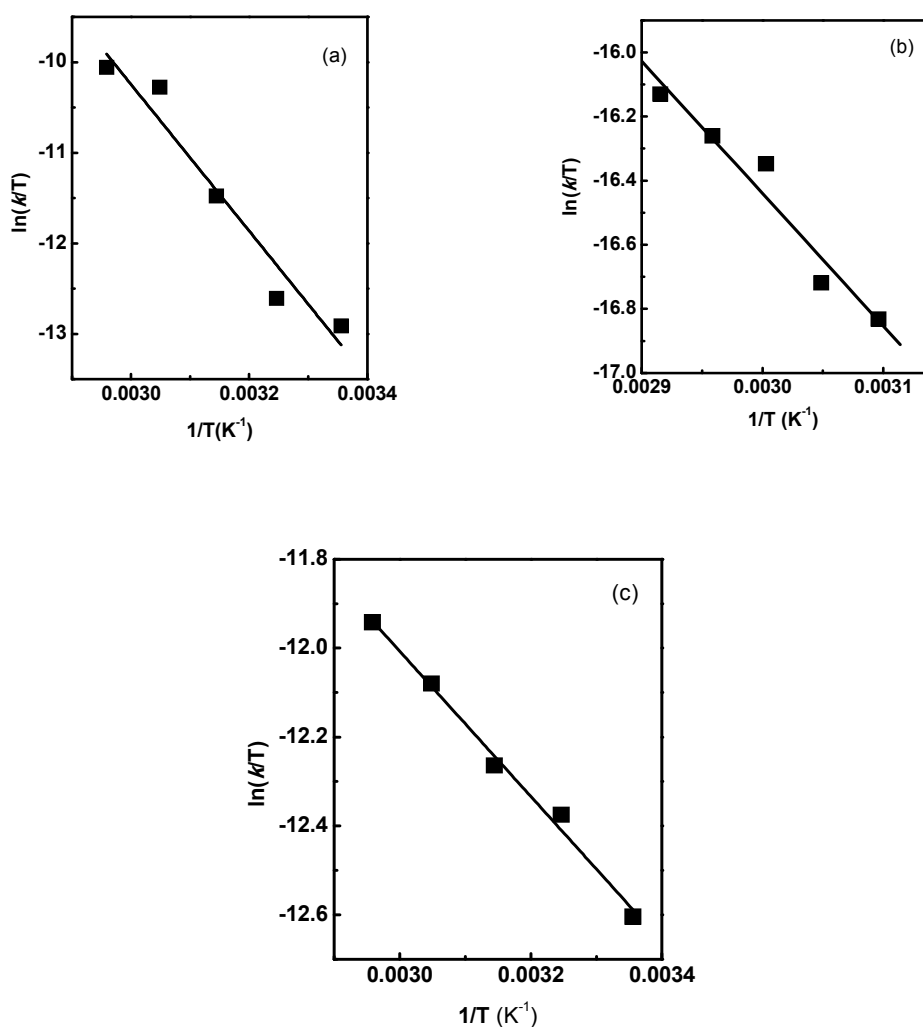 (a)
-10
-11
-12
-13
ln(k/T)
0.0030 0.0032 0.0034
1/T(K⁻¹)
(b)
-16.0
-16.2
-16.4
-16.6
-16.8
-17.0
ln(k/T)
0.0029 0.0030 0.0031
1/T (K⁻¹)
(c)
-11.8
-12.0
-12.2
-12.4
-12.6
ln(k/T)
0.0030 0.0032 0.0034
1/T (K⁻¹)